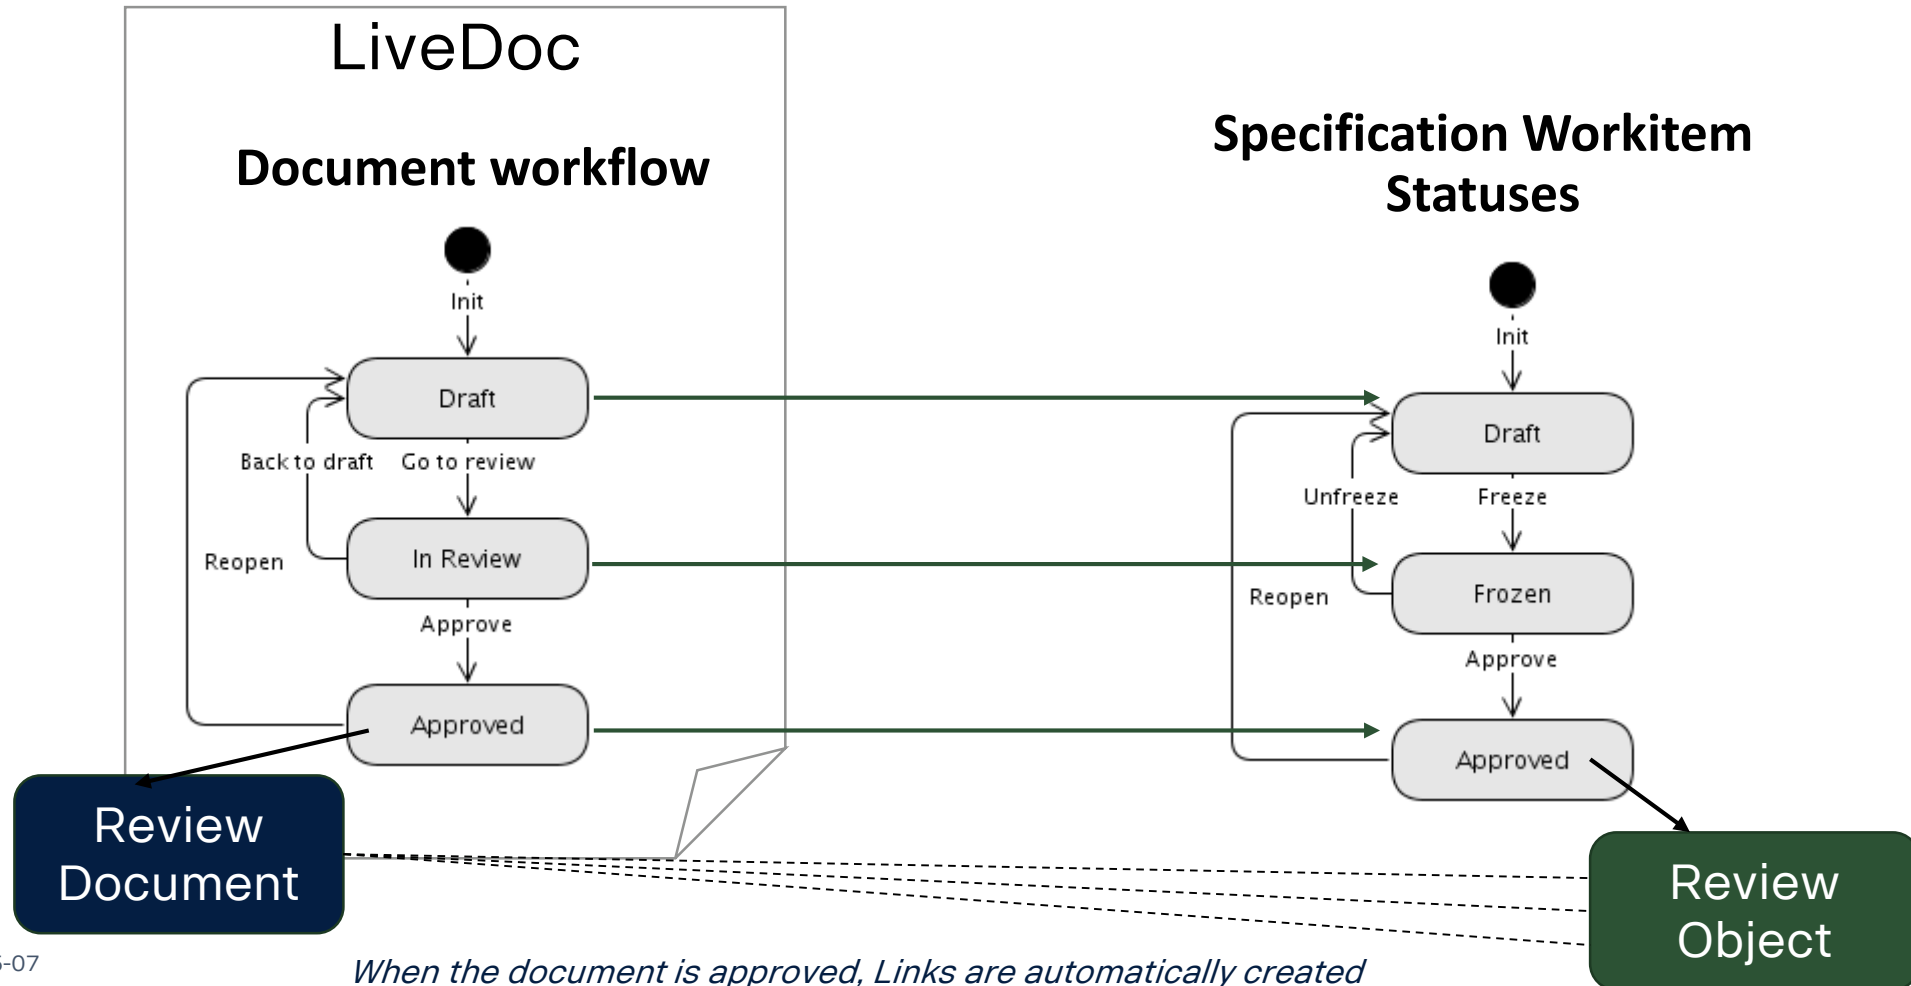 LiveDoc
Document workflow
Init
Draft
Back to draft
Go to review
In Review
Reopen
Approve
Approved
Review
Document
Specification Workitem
Statuses
Init
Draft
Unfreeze
Freeze
Frozen
Reopen
Approve
Approved
Review
Object
-07
When the document is approved, Links are automatically created